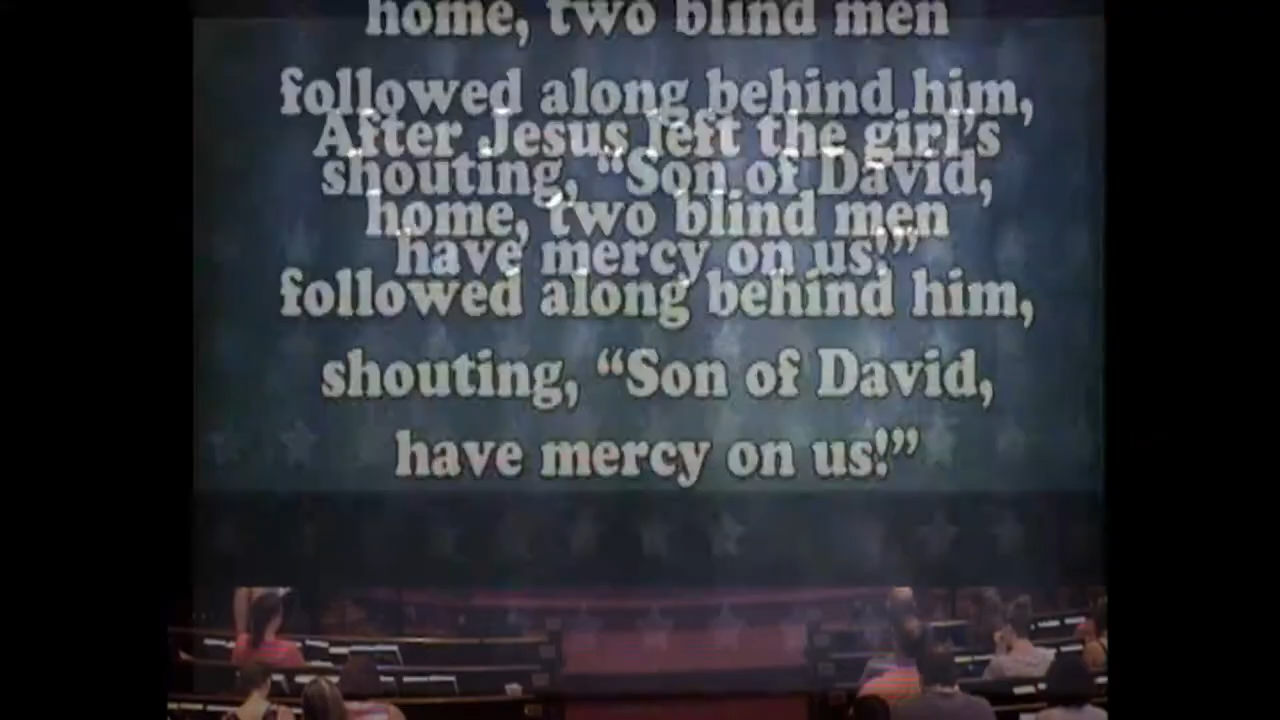 home, two blind men
followed along behind him,
After Jesus left the girl's
shouting, “Son of David,
home, two blind men
have mercy on us!”
followed along behind him,
shouting, “Son of David,
have mercy on us!”